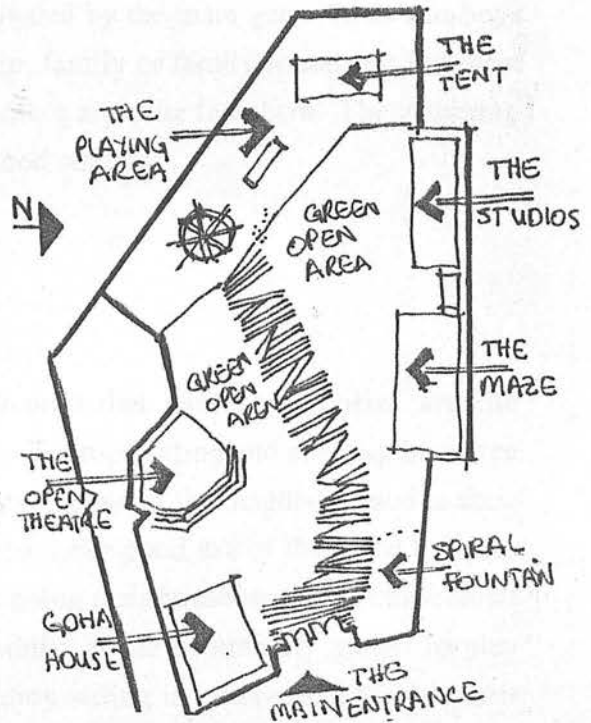 THE
TENT
THE
PLAYING
AREA
THE
STUDIOS
N
GREEN
OPEN
AREA
THE
MAZE
GREEN
OPEN
AREA
THE
OPEN
THEATRE
SPIRAL
FOUNTAIN
GOHA
HOUSE
THE
MAIN ENTRANCE